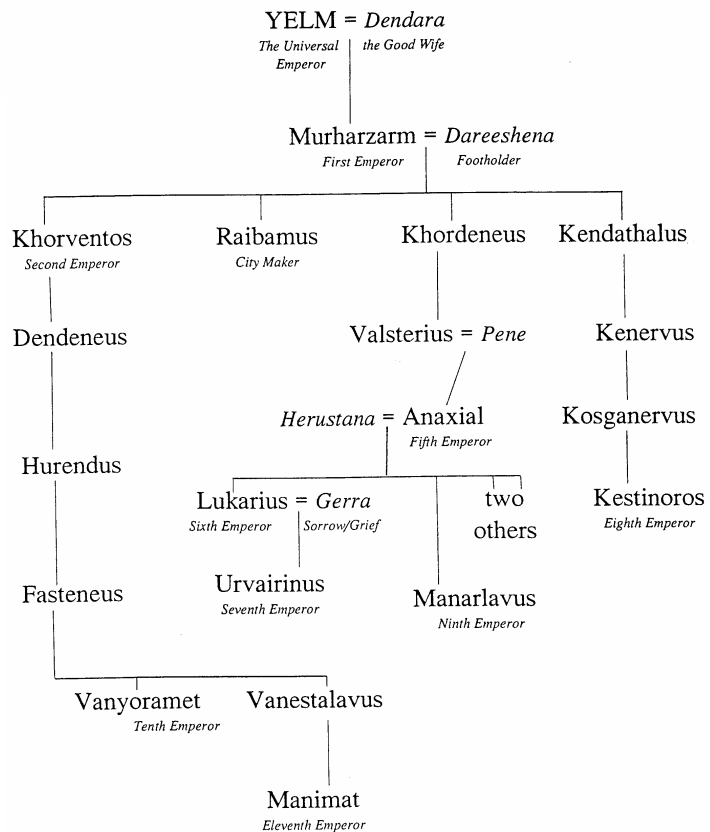 YELM = Dendara
The Universal the Good Wife
Emperor
Murharzarm = Dareeshena
First Emperor Footholder
Khorventos Raibamus Khordeneus Kendathalus
Second Emperor City Maker
Dendeneus Valsterius = Pene Kenervus
Herustana = Anaxial Kosganervus
Fifth Emperor
Hurendus
Lukarius = Gerra two Kestinoros
Sixth Emperor Sorrow/Grief others Eighth Emperor
Fasteneus Urvairinus Manarlavus
Seventh Emperor Ninth Emperor
Vanyoramet Vanestalavus
Tenth Emperor
Manimat
Eleventh Emperor